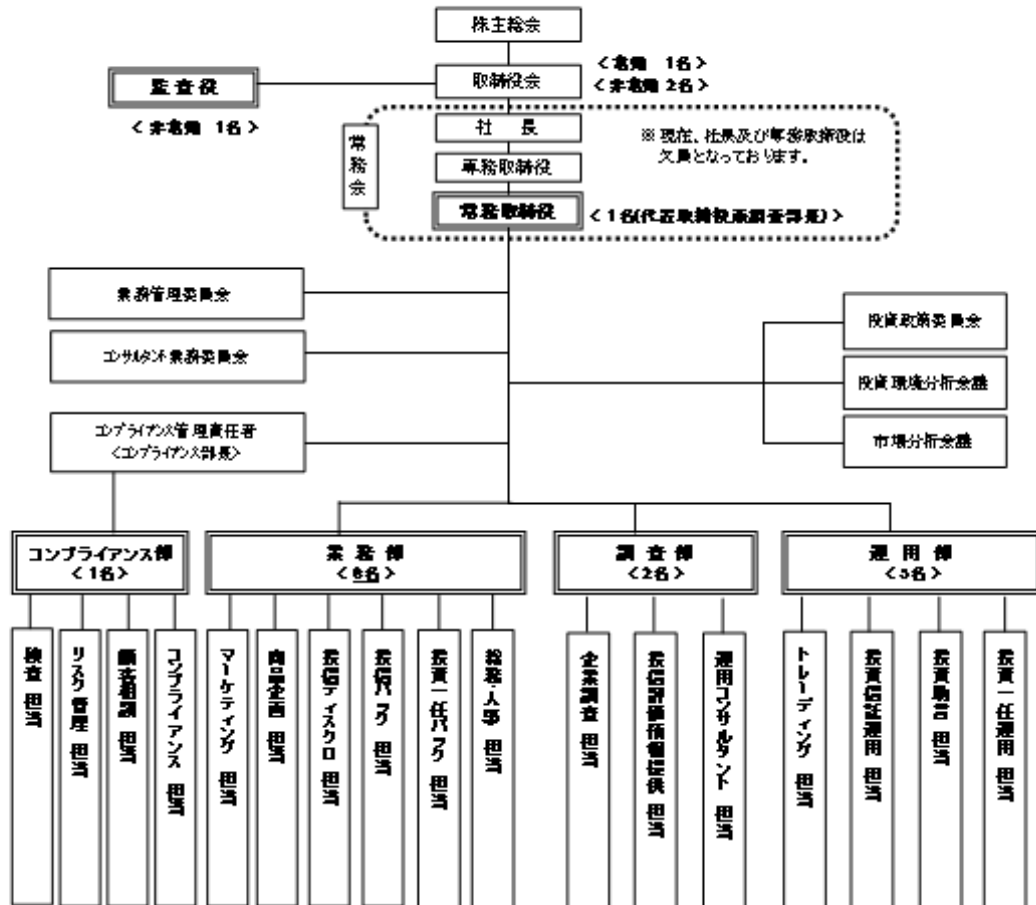 株主総会
取締役会
<常勤 1名>
<非常勤 2名>
監査役
<非常勤 1名>
常務会
社 長
専務取締役
常務取締役
※ 現在、社長及び専務取締役は
欠員となっております。
<1名(代表取締役兼調査部長)>
業務管理委員会
コンサルタント業務委員会
コンプライアンス管理責任者
<コンプライアンス部長>
投資政策委員会
投資環境分析会議
市場分析会議
コンプライアンス部
<1名>
業務部
<6名>
調査部
<2名>
運用部
<5名>
検査 担当
リスク管理 担当
顧客相談 担当
コンプライアンス 担当
マーケティング 担当
商品企画 担当
投信ディスクロ 担当
投信バック 担当
投資一任バック 担当
総務・人事 担当
企業調査 担当
投信評価情報提供 担当
運用コンサルタント 担当
トレーディング 担当
投資信託運用 担当
投資助言 担当
投資一任運用 担当